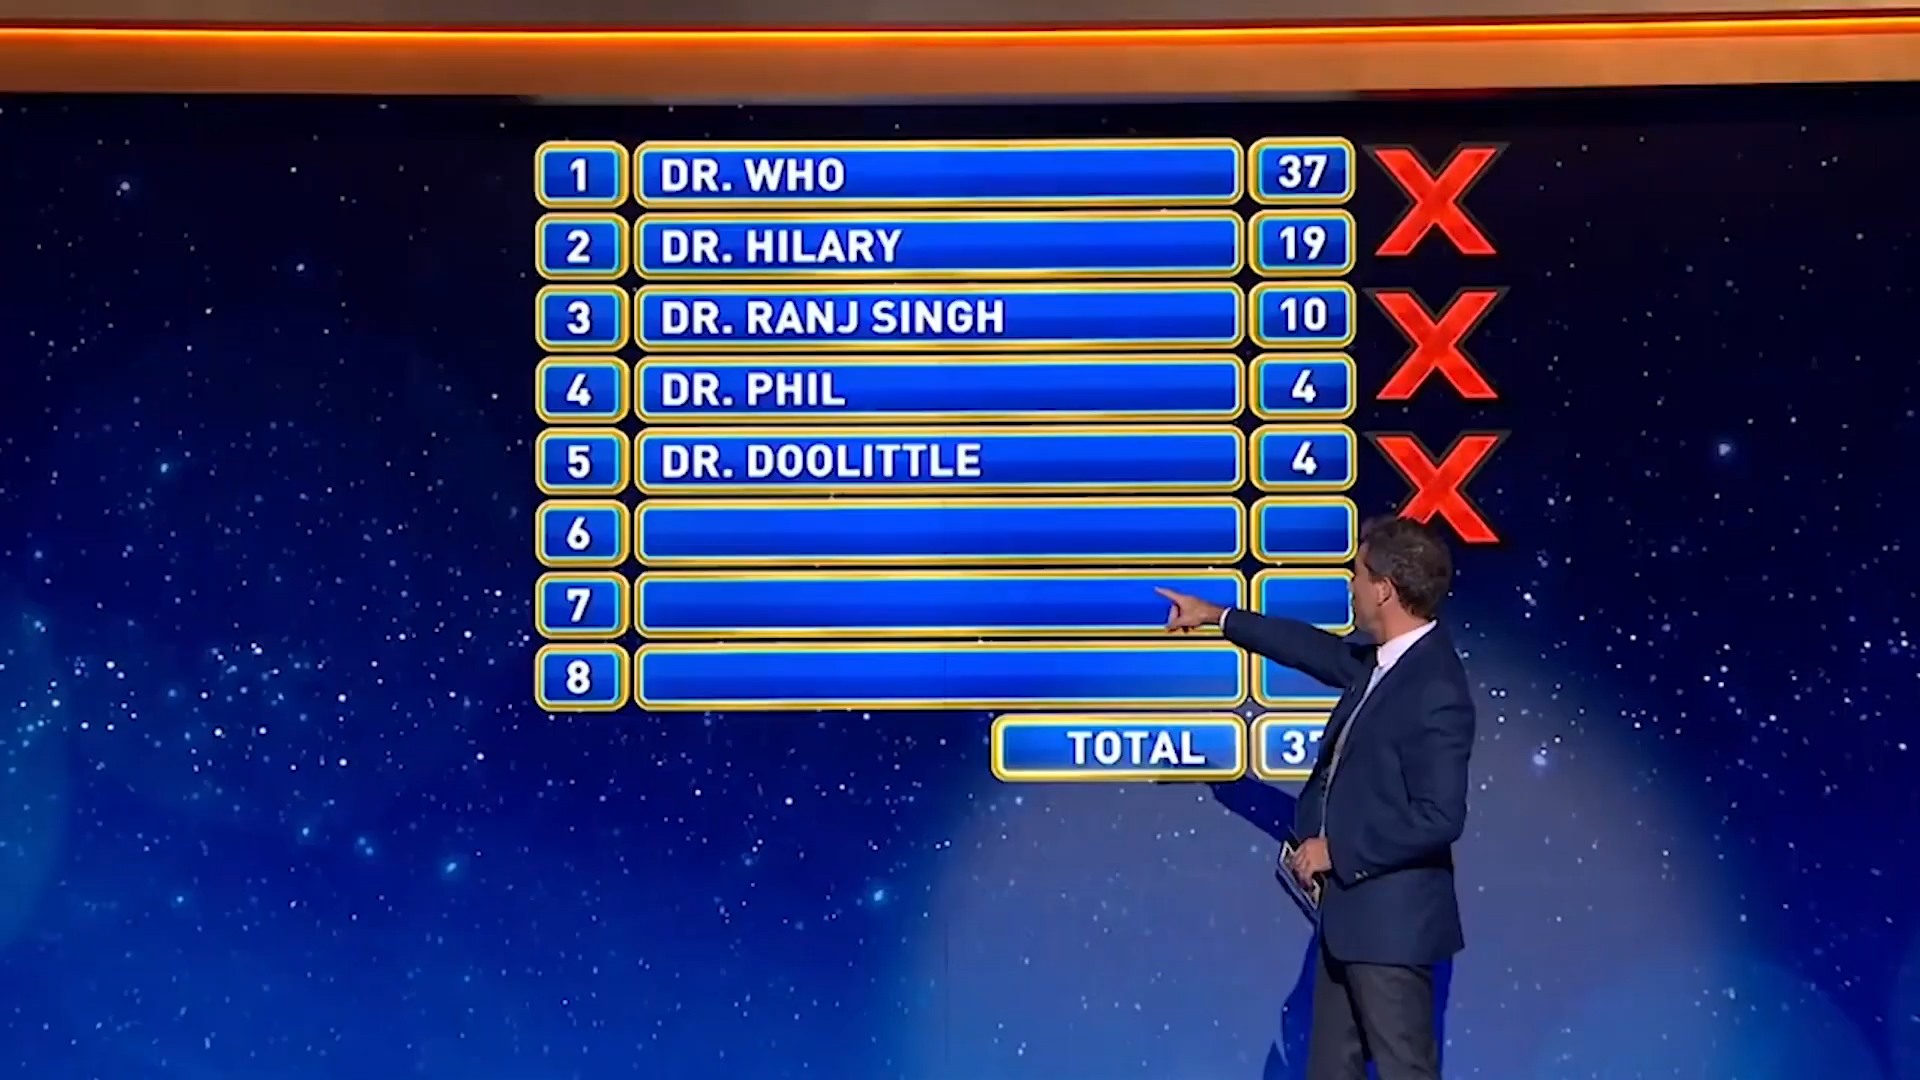 1 DR. WHO 37
2 DR. HILARY 19
3 DR. RANJ SINGH 10
4 DR. PHIL 4
5 DR. DOOLITTLE 4
6
7
8
TOTAL 37